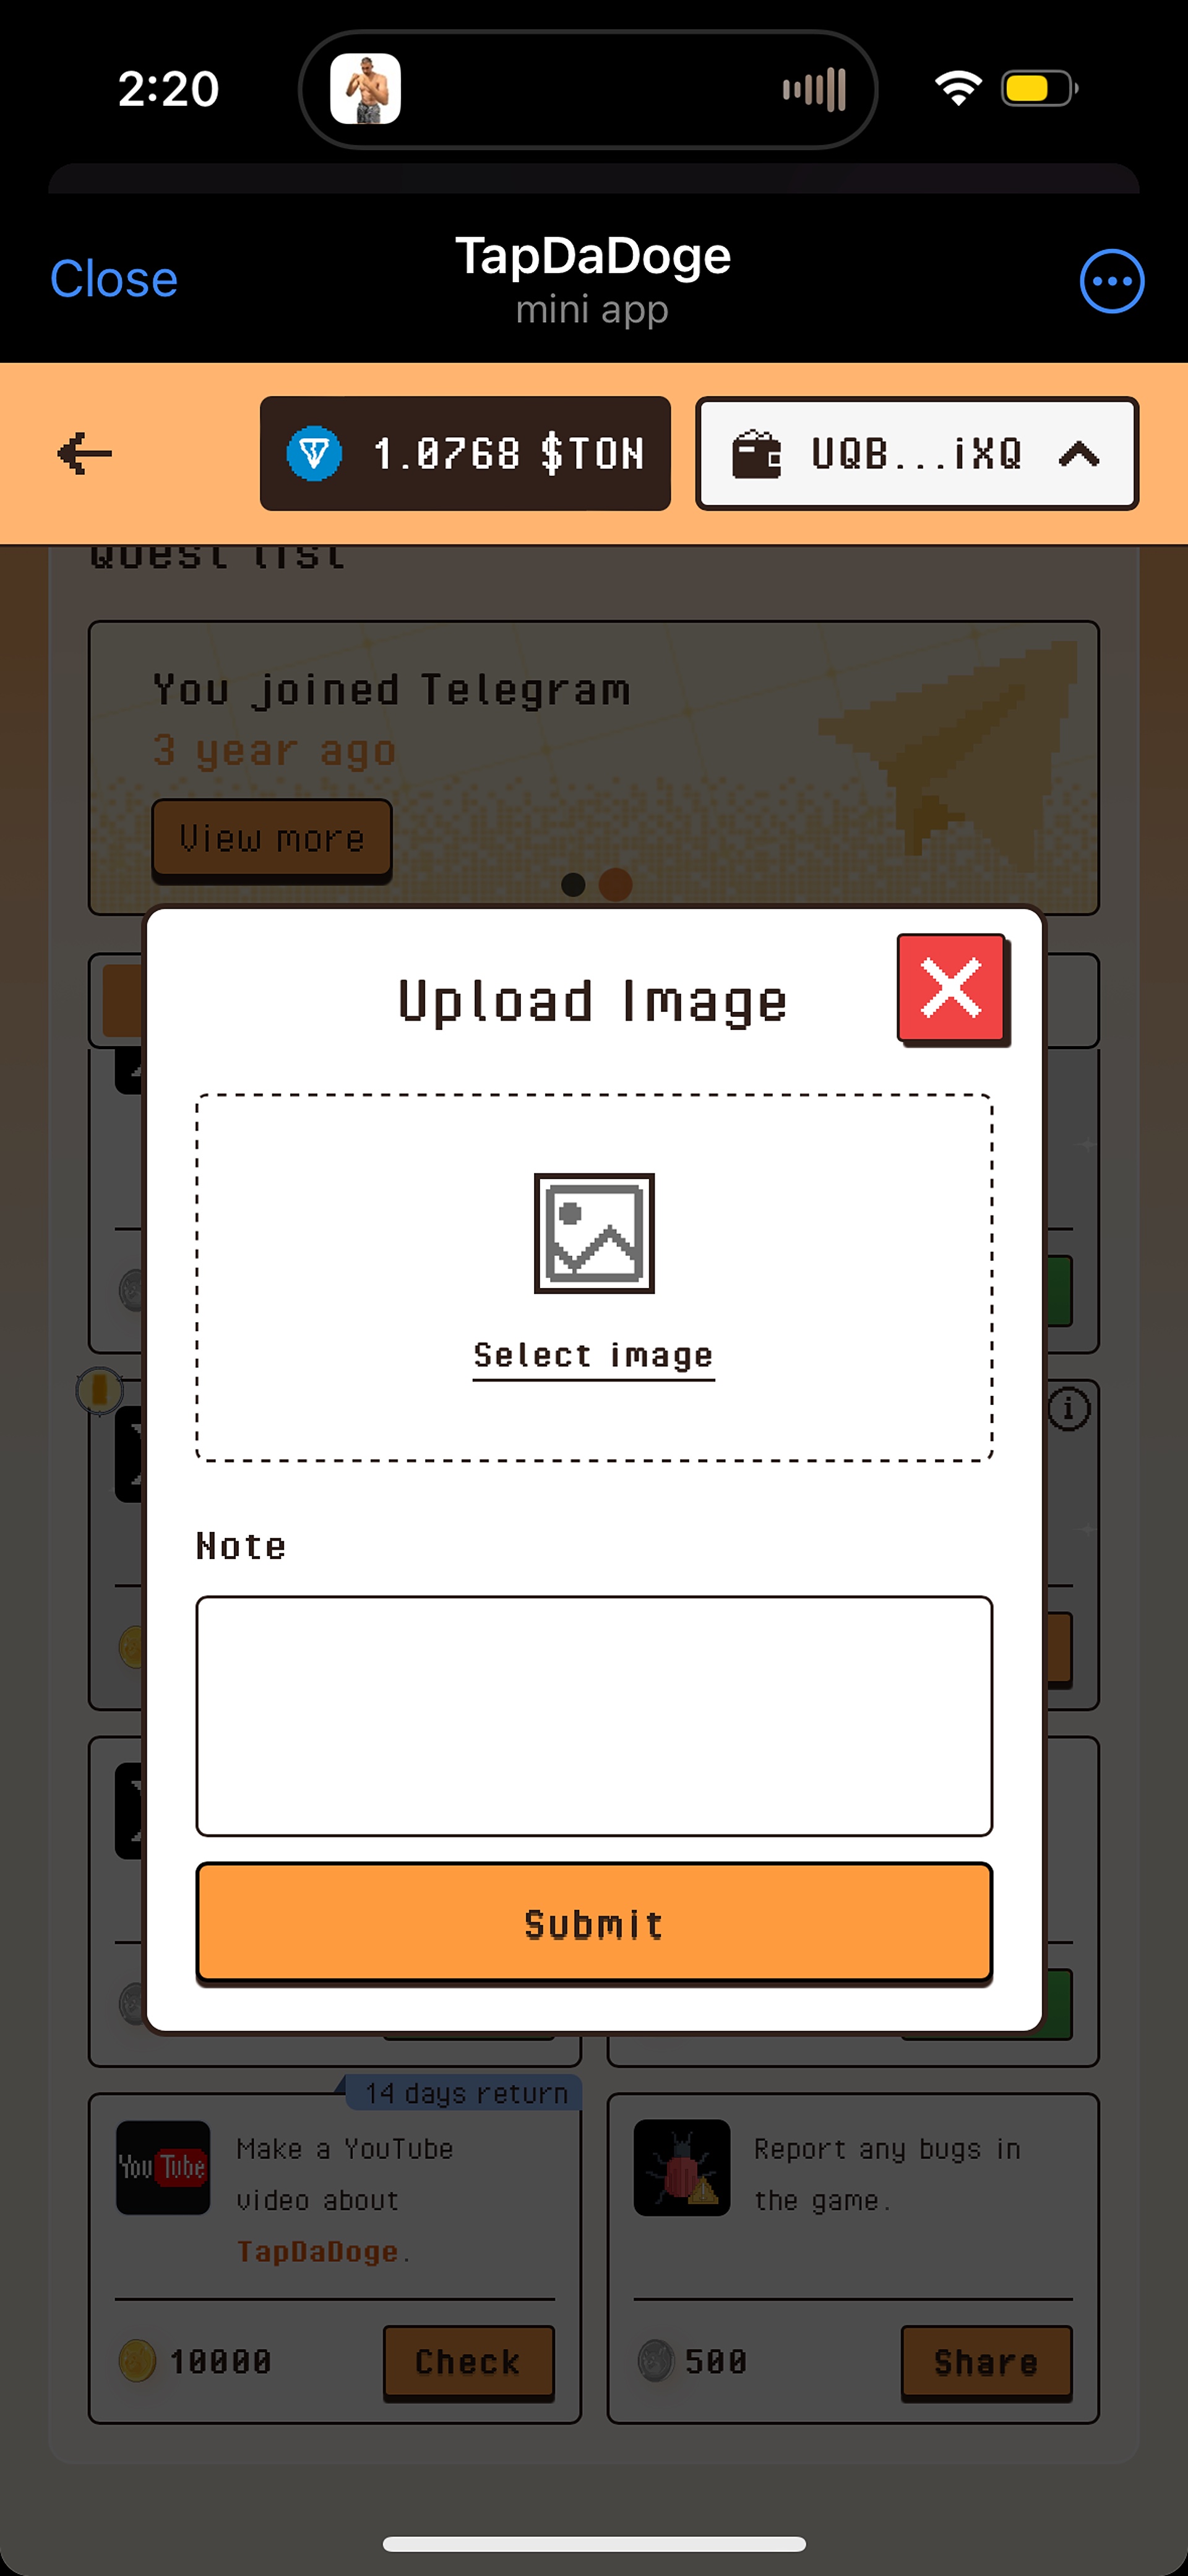 2:20
Close
TapDaDoge
mini app
1.0768 $TON
UQB...iXQ
Quest list
You joined Telegram
3 year ago
View more
Upload Image
Select image
Note
Submit
14 days return
YouTube
Make a YouTube
video about
TapDaDoge.
10000
Check
Report any bugs in
the game.
500
Share